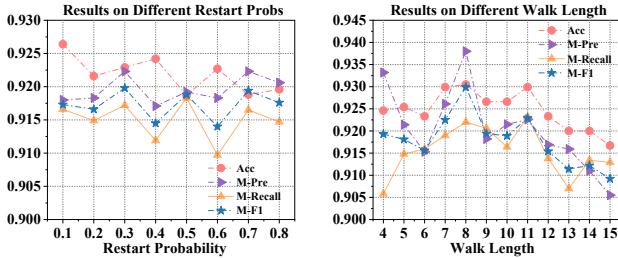 Results on Different Restart Probs
0.925
0.920
0.915
0.910
0.905
0.900
Acc
M-Pre
M-Recall
M-F1
0.1 0.2 0.3 0.4 0.5 0.6 0.7 0.8
Restart Probability
Results on Different Walk Length
0.945
0.940
0.935
0.930
0.925
0.920
0.915
0.910
0.905
0.900
Acc
M-Pre
M-Recall
M-F1
4 5 6 7 8 9 10 11 12 13 14 15
Walk Length